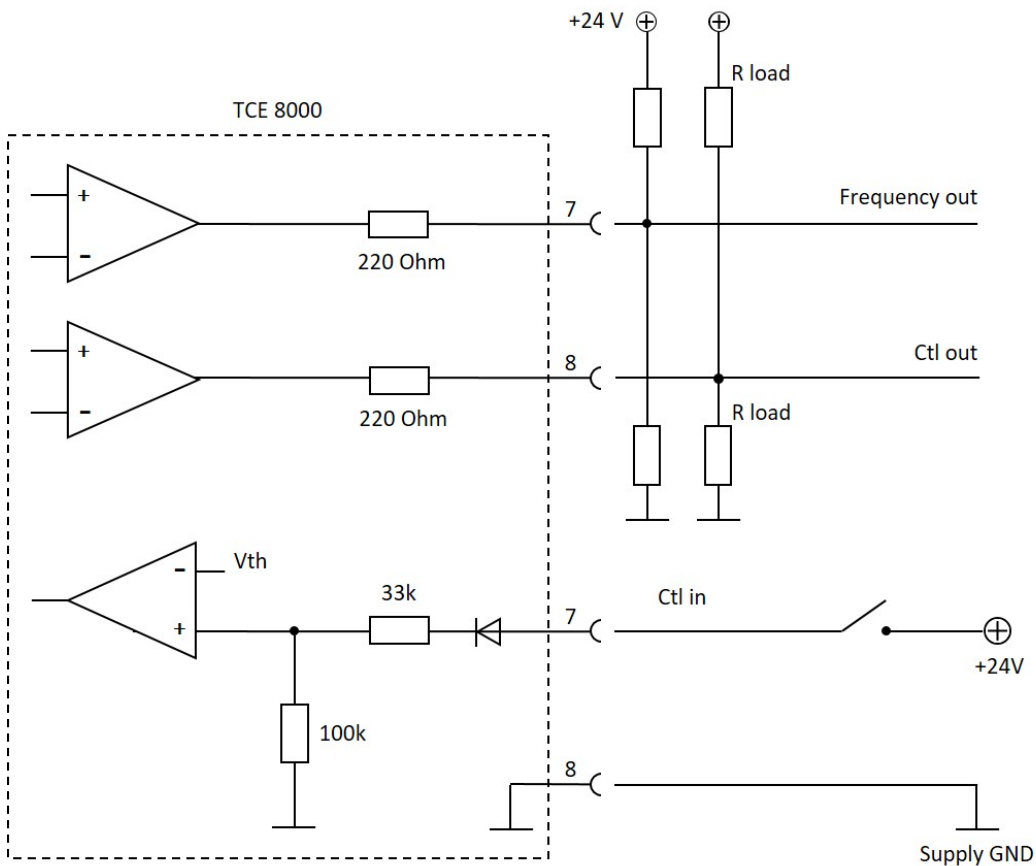 +24 V
R load
TCE 8000
+
-
7
Frequency out
220 Ohm
+
-
8
Ctl out
220 Ohm
R load
-
Vth
33k
7
Ctl in
+
+24V
100k
8
Supply GND